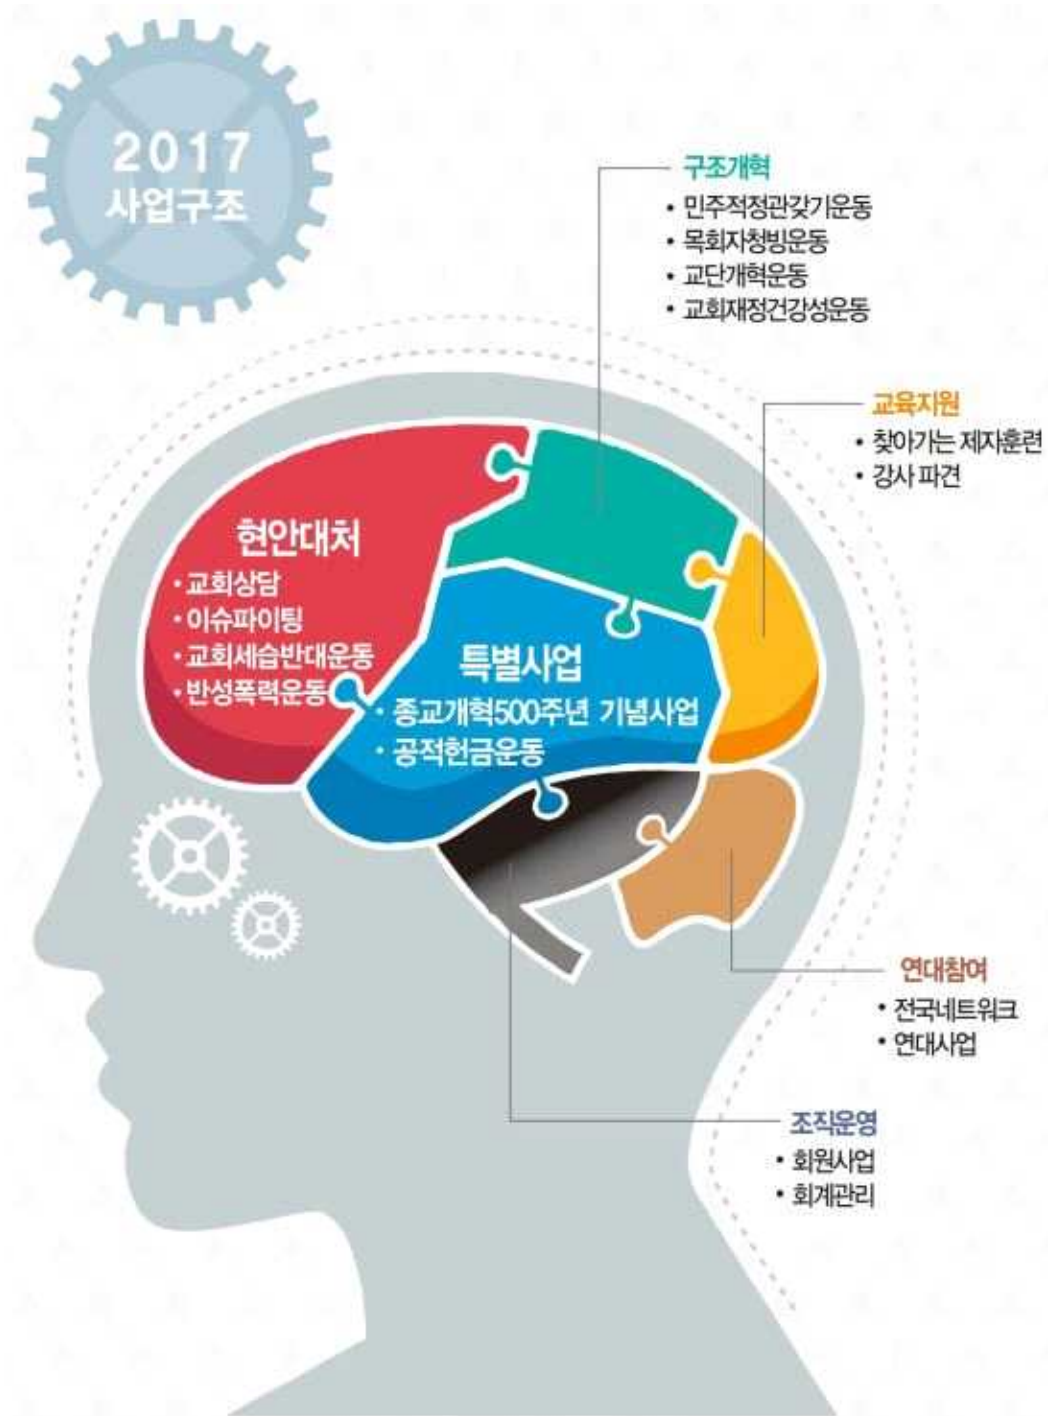 2017
사업구조
구조개혁
• 민주적정관갖기운동
• 목회자청빙운동
• 교단개혁운동
• 교회재정건강성운동
교육지원
• 찾아가는 제자훈련
• 강사 파견
현안대처
• 교회상담
• 이슈파이팅
• 교회세습반대운동
• 반성폭력운동
특별사업
• 종교개혁500주년 기념사업
• 공적헌금운동
연대참여
• 전국네트워크
• 연대사업
조직운영
• 회원사업
• 회계관리